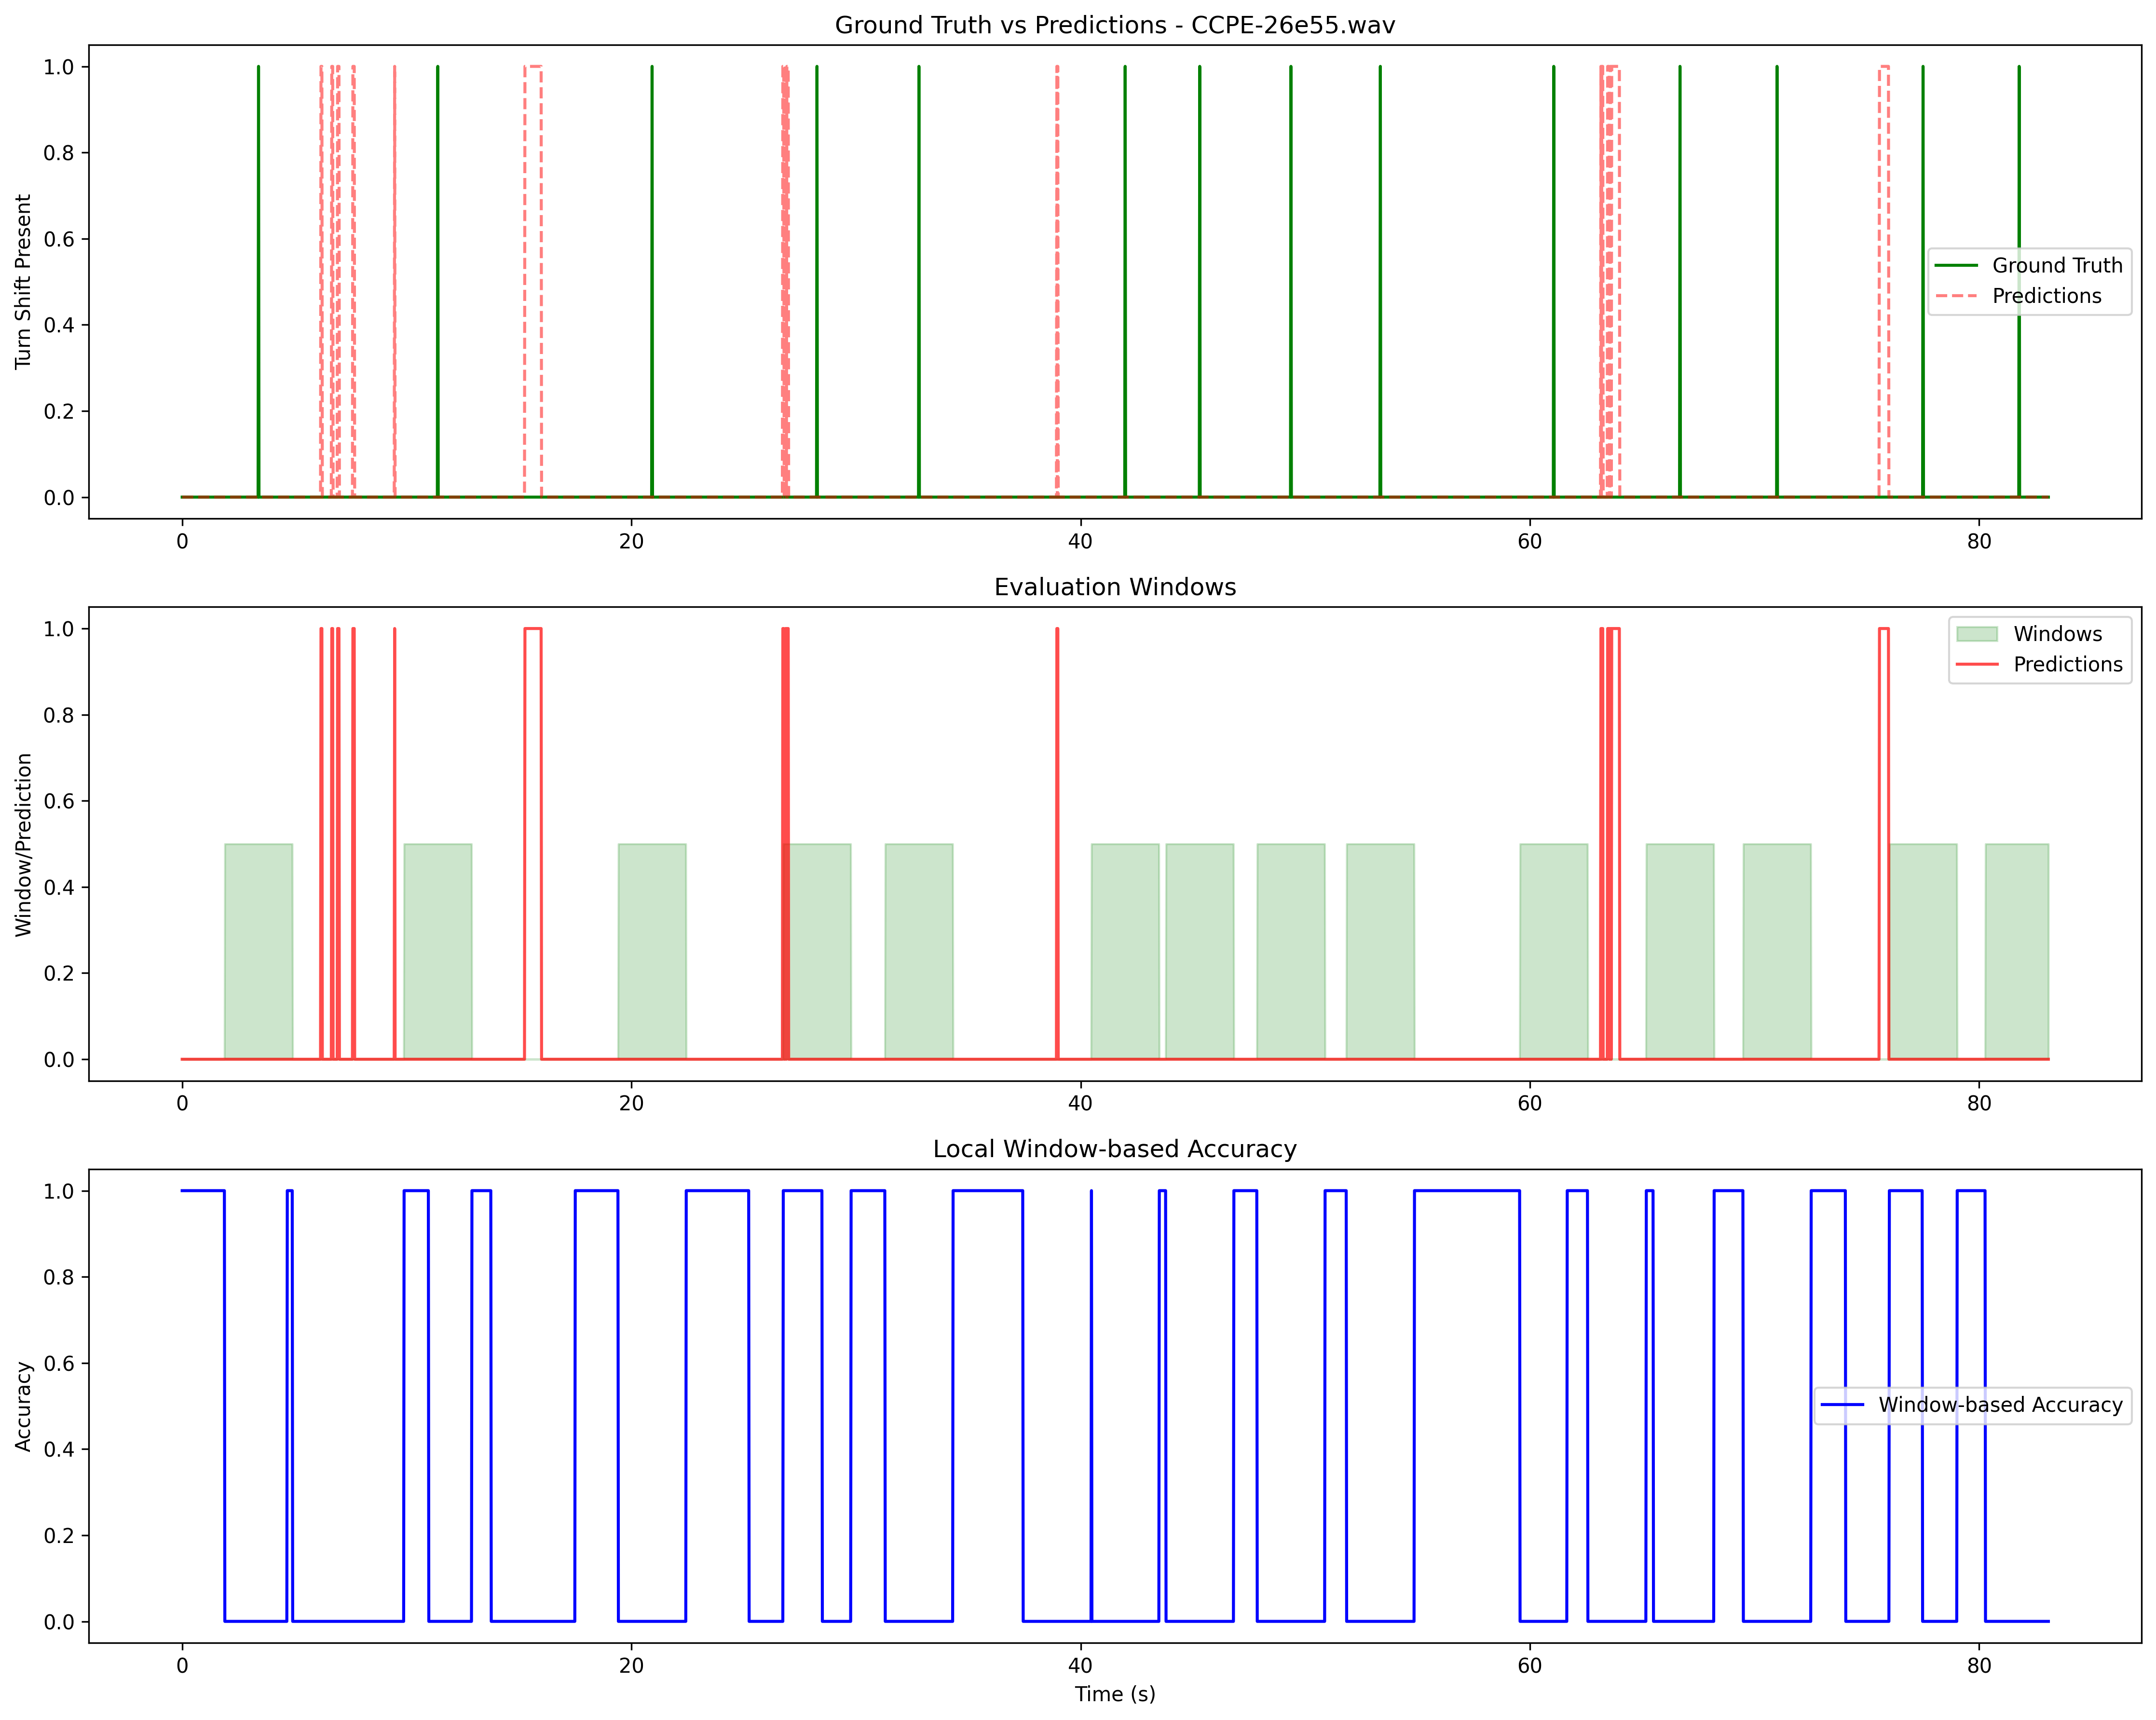 Ground Truth vs Predictions - CCPE-26e55.wav
Turn Shift Present
1.0
0.8
0.6
0.4
0.2
0.0
Ground Truth
Predictions
0 20 40 60 80
Evaluation Windows
Window/Prediction
1.0
0.8
0.6
0.4
0.2
0.0
Windows
Predictions
0 20 40 60 80
Local Window-based Accuracy
Accuracy
1.0
0.8
0.6
0.4
0.2
0.0
Window-based Accuracy
0 20 40 60 80
Time (s)